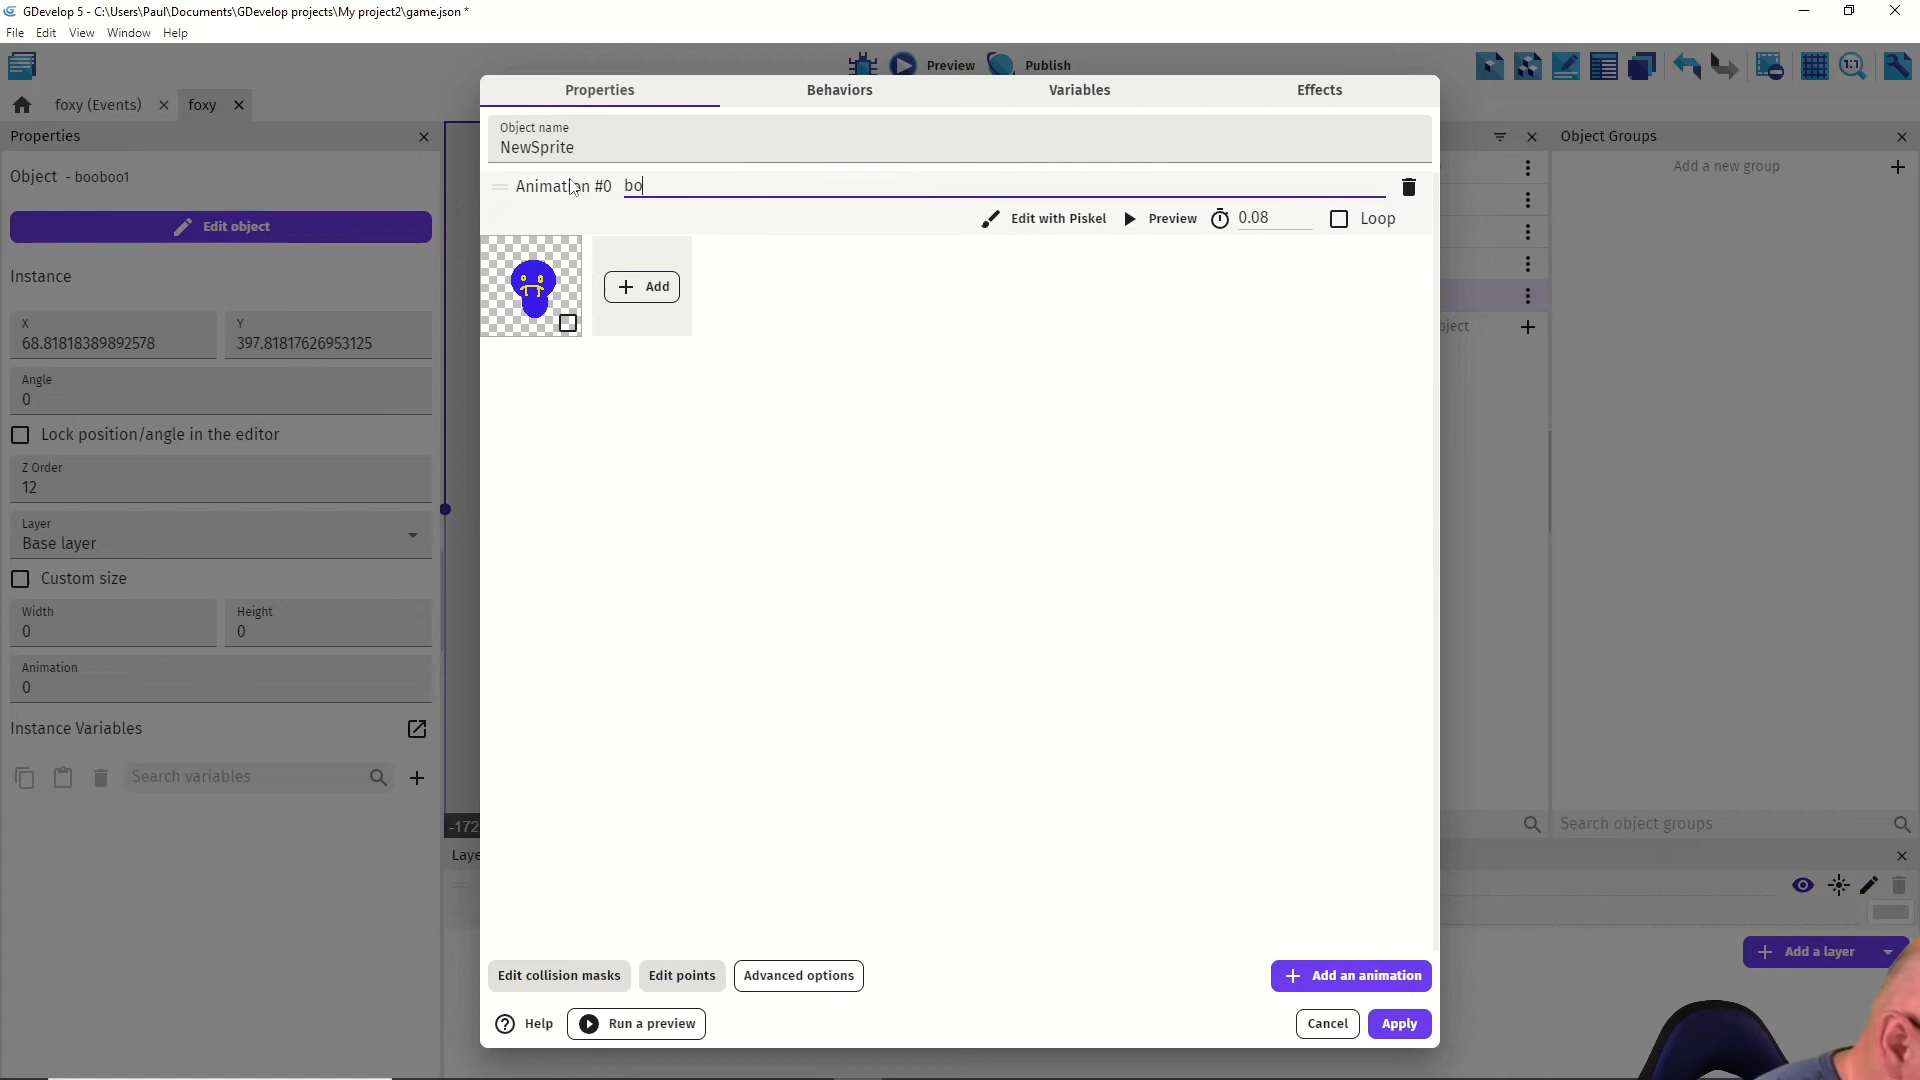 GDevelop 5 - C:\Users\Paul\Documents\GDevelop projects\My project2\game.json *
File Edit View Window Help
Preview Publish
foxy (Events) foxy
Properties
Object - booboo1
Edit object
Instance
X
68.81818389892578
Y
397.81817626953125
Angle
0
Lock position/angle in the editor
Z Order
12
Layer
Base layer
Custom size
Width
0
Height
0
Animation
0
Instance Variables
Search variables
Properties Behaviors Variables Effects
Object name
NewSprite
Animation #0 bo
Edit with Piskel Preview 0.08 Loop
Add
Edit collision masks Edit points Advanced options Add an animation
Help Run a preview Cancel Apply
-172
Laye
bject
Object Groups
Add a new group
Search object groups
Add a layer
1:1